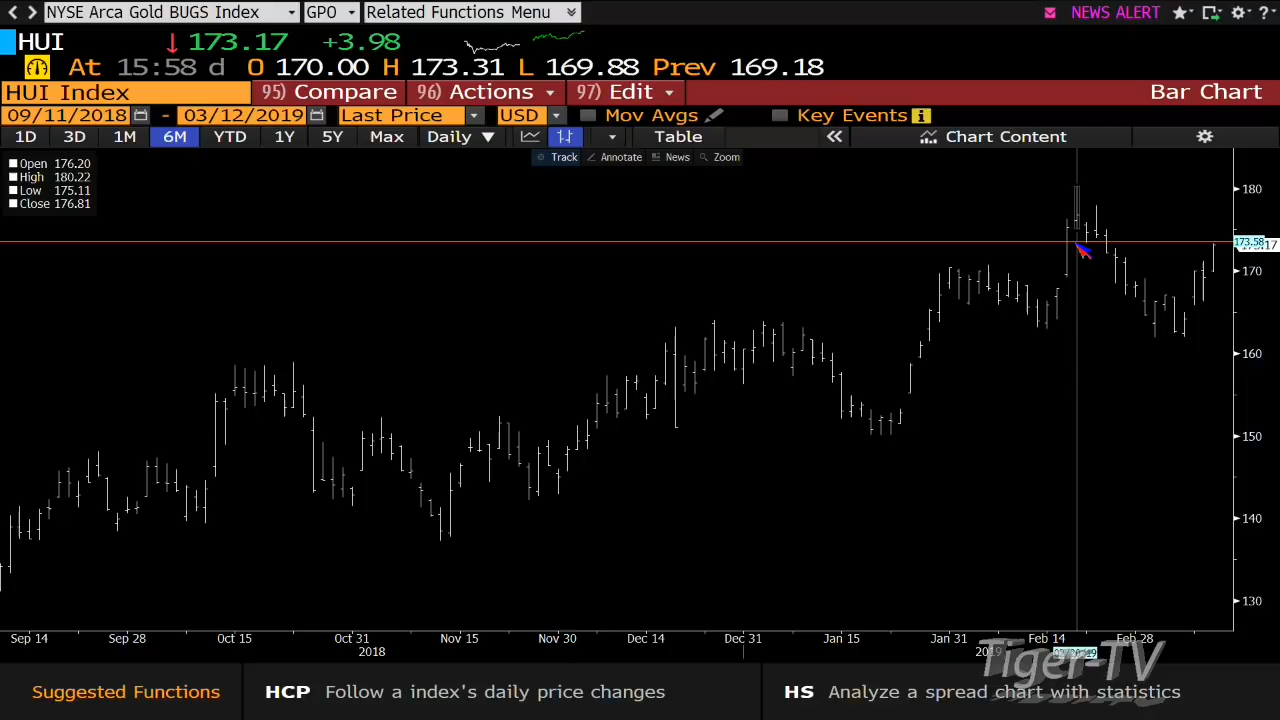 NYSE Arca Gold BUGS Index GPO Related Functions Menu NEWS ALERT ?
HUI 173.17 +3.98
At 15:58 d O 170.00 H 173.31 L 169.88 Prev 169.18
HUI Index 95) Compare 96) Actions 97) Edit Bar Chart
09/11/2018 - 03/12/2019 Last Price USD Mov Avgs Key Events i
1D 3D 1M 6M YTD 1Y 5Y Max Daily Table Chart Content
Track Annotate News Zoom
Open 176.20
High 180.22
Low 175.11
Close 176.81
180
173.58
170
160
150
140
130
Sep 14 Sep 28 Oct 15 Oct 31 Nov 15 Nov 30 Dec 14 Dec 31 Jan 15 Jan 31 Feb 14 Feb 28
2018 2019
Tiger-TV
Suggested Functions HCP Follow a index's daily price changes HS Analyze a spread chart with statistics